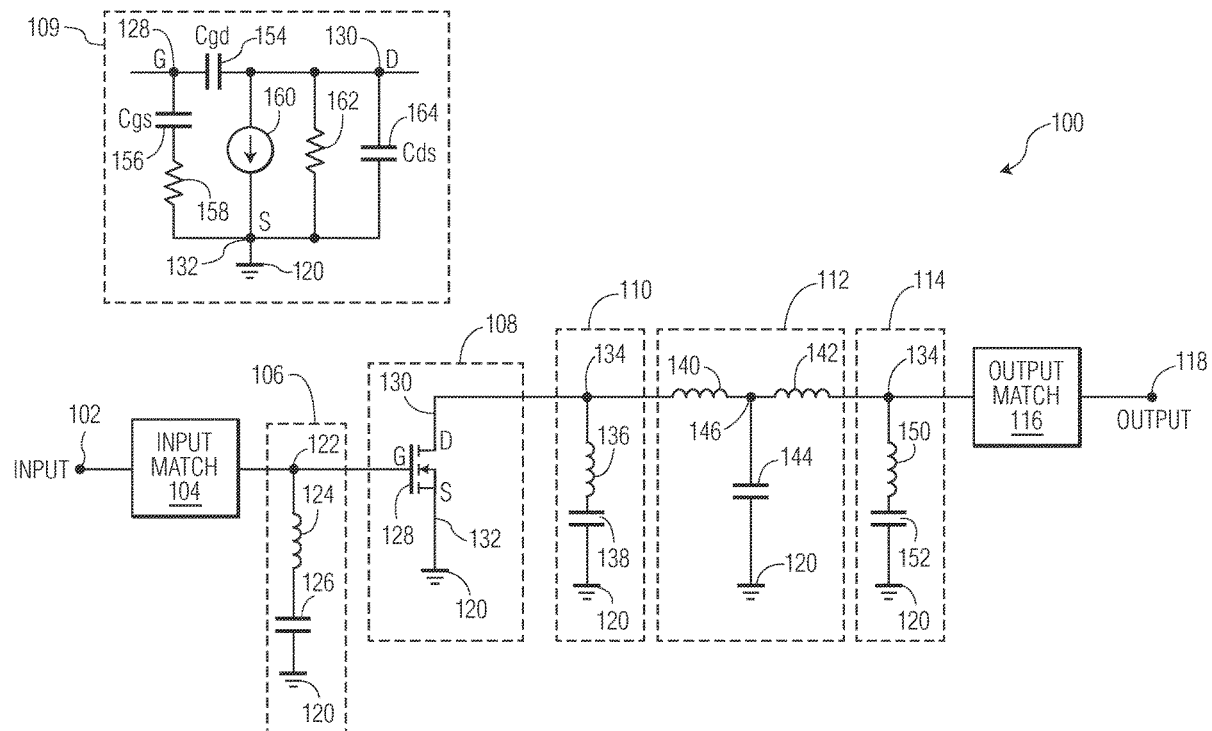 109
128
Cgd
154
130
G
D
160
162
164
Cgs
156
Cds
158
S
132
120
100
110
112
114
108
134
140
142
134
118
106
130
OUTPUT
MATCH
116
OUTPUT
102
146
136
150
INPUT
INPUT
MATCH
104
122
D
G
S
144
124
128
132
138
152
126
120
120
120
120
120